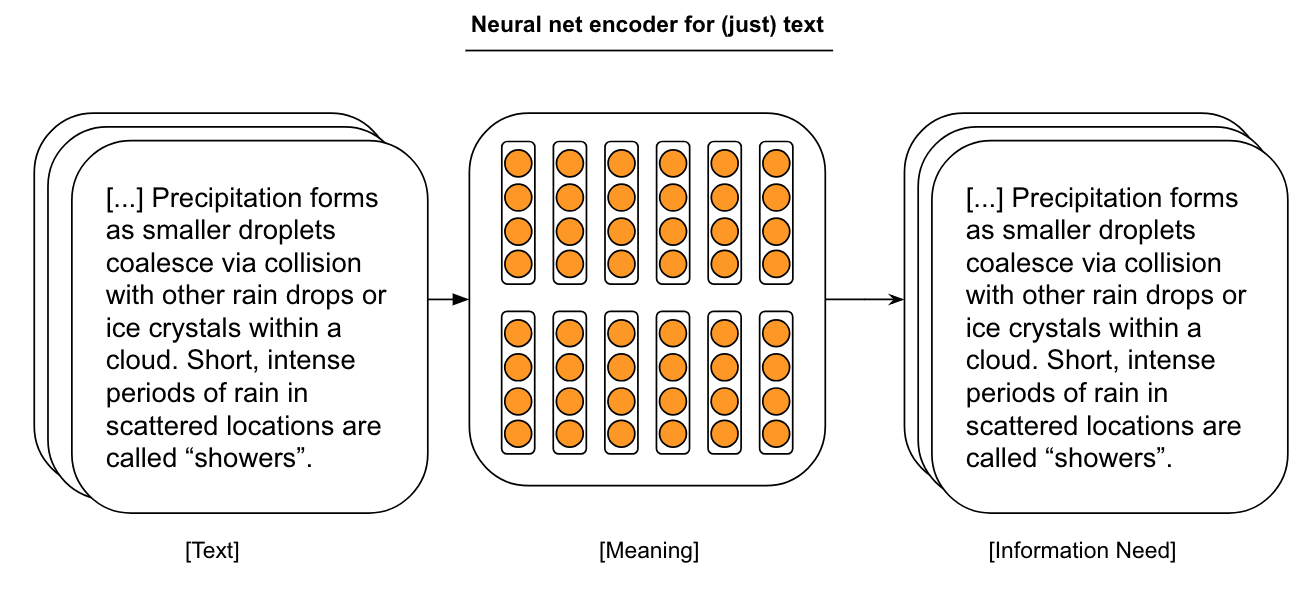 Neural net encoder for (just) text
[...] Precipitation forms
as smaller droplets
coalesce via collision
with other rain drops or
ice crystals within a
cloud. Short, intense
periods of rain in
scattered locations are
called “showers”.
[...] Precipitation forms
as smaller droplets
coalesce via collision
with other rain drops or
ice crystals within a
cloud. Short, intense
periods of rain in
scattered locations are
called “showers”.
[Text]
[Meaning]
[Information Need]